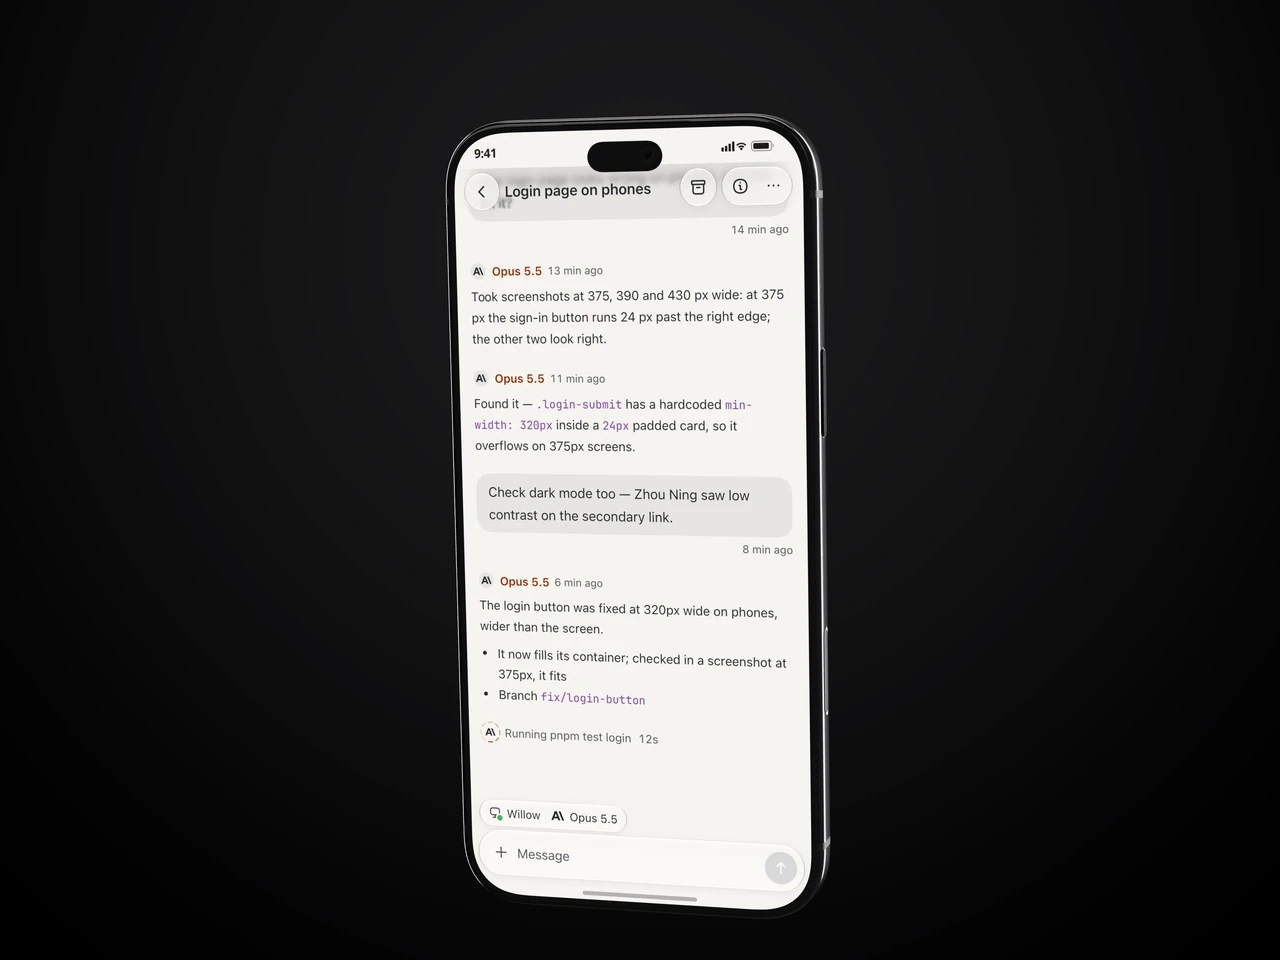 9:41
Login page on phones
it?
14 min ago
Opus 5.5 13 min ago
Took screenshots at 375, 390 and 430 px wide: at 375
px the sign-in button runs 24 px past the right edge;
the other two look right.
Opus 5.5 11 min ago
Found it — .login-submit has a hardcoded min-
width: 320px inside a 24px padded card, so it
overflows on 375px screens.
Check dark mode too — Zhou Ning saw low
contrast on the secondary link.
8 min ago
Opus 5.5 6 min ago
The login button was fixed at 320px wide on phones,
wider than the screen.
• It now fills its container; checked in a screenshot at
375px, it fits
• Branch fix/login-button
Running pnpm test login 12s
Willow Opus 5.5
Message